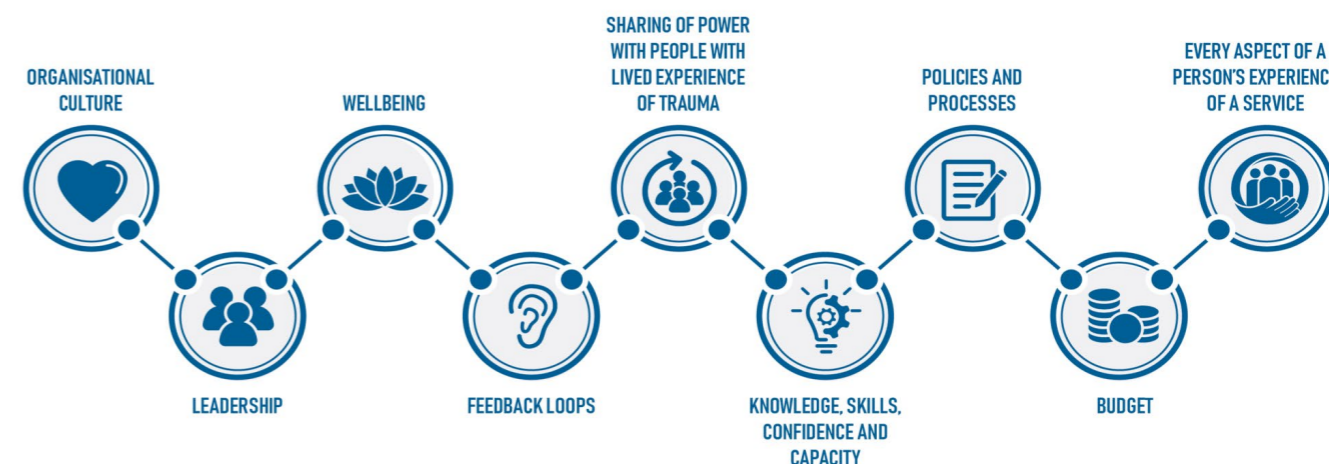 ORGANISATIONAL
CULTURE
LEADERSHIP
WELLBEING
FEEDBACK LOOPS
SHARING OF POWER
WITH PEOPLE WITH
LIVED EXPERIENCE
OF TRAUMA
KNOWLEDGE, SKILLS,
CONFIDENCE AND
CAPACITY
POLICIES AND
PROCESSES
BUDGET
EVERY ASPECT OF A
PERSON'S EXPERIENC
OF A SERVICE